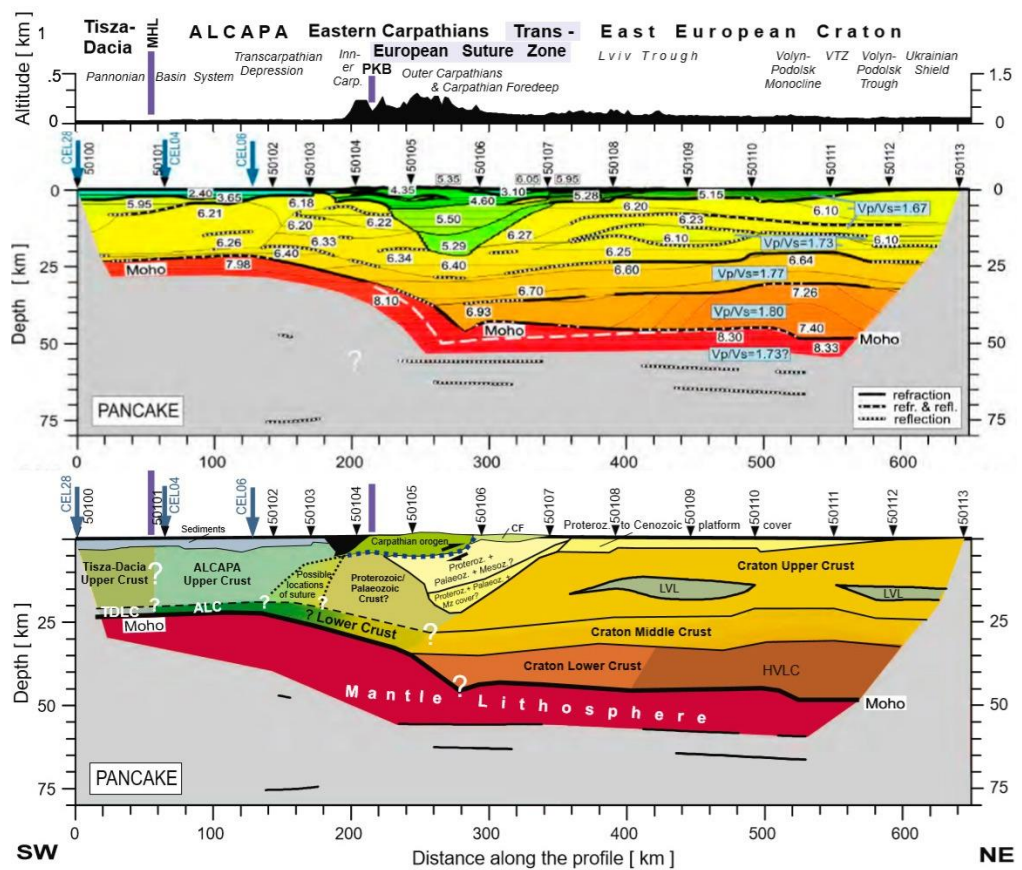 Altitude [ km ]
1
.5
0
1.5
0
Tisza-
Dacia
MHL
ALCAPA
Eastern Carpathians
Trans -
European Suture Zone
East European Craton
Pannonian
Basin
System
Transcarpathian
Depression
Inn-
er
Carp.
PKB
Outer Carpathians
& Carpathian Foredeep
Lviv Trough
Volyn-
Podolsk
Monocline
VTZ
Volyn-
Podolsk
Trough
Ukrainian
Shield
CEL28
50100
50101
CEL04
CEL06
50102
50103
50104
50105
50106
50107
50108
50109
50110
50111
50112
50113
Depth [ km ]
0
25
50
75
0
25
50
75
5.35
6.05
5.95
2.40
3.65
4.35
3.10
4.60
5.28
5.15
5.95
6.21
6.18
6.20
6.22
5.50
6.20
6.23
6.10
Vp/Vs=1.67
6.26
6.33
6.40
6.34
5.29
6.27
6.25
6.10
6.10
Vp/Vs=1.73
Moho
7.98
6.40
6.60
6.64
Vp/Vs=1.77
8.10
6.70
7.26
6.93
Vp/Vs=1.80
Moho
7.40
Moho
8.30
8.33
Vp/Vs=1.73?
?
PANCAKE
refraction
refr. & refl.
reflection
0
100
200
300
400
500
600
CEL28
50100
50101
CEL04
CEL06
50102
50103
50104
50105
50106
50107
50108
50109
50110
50111
50112
50113
Sediments
Carpathian orogen
CF
Proteroz. to Cenozoic platform cover
Tisza-Dacia
Upper Crust
?
ALCAPA
Upper Crust
Possible
locations
of suture
Proterozoic/
Palaeozoic
Crust?
Proteroz.
Palaeoz. + Mesoz.?
Proteroz.+ Palaeoz. +
Mz cover?
Craton Upper Crust
LVL
LVL
TDLC
?
ALC
?
?
? Lower Crust
?
Moho
Craton Middle Crust
Craton Lower Crust
HVLC
?
Mantle Lithosphere
Moho
Depth [ km ]
0
25
50
75
25
50
75
PANCAKE
0
100
200
300
400
500
600
SW
Distance along the profile [ km ]
NE